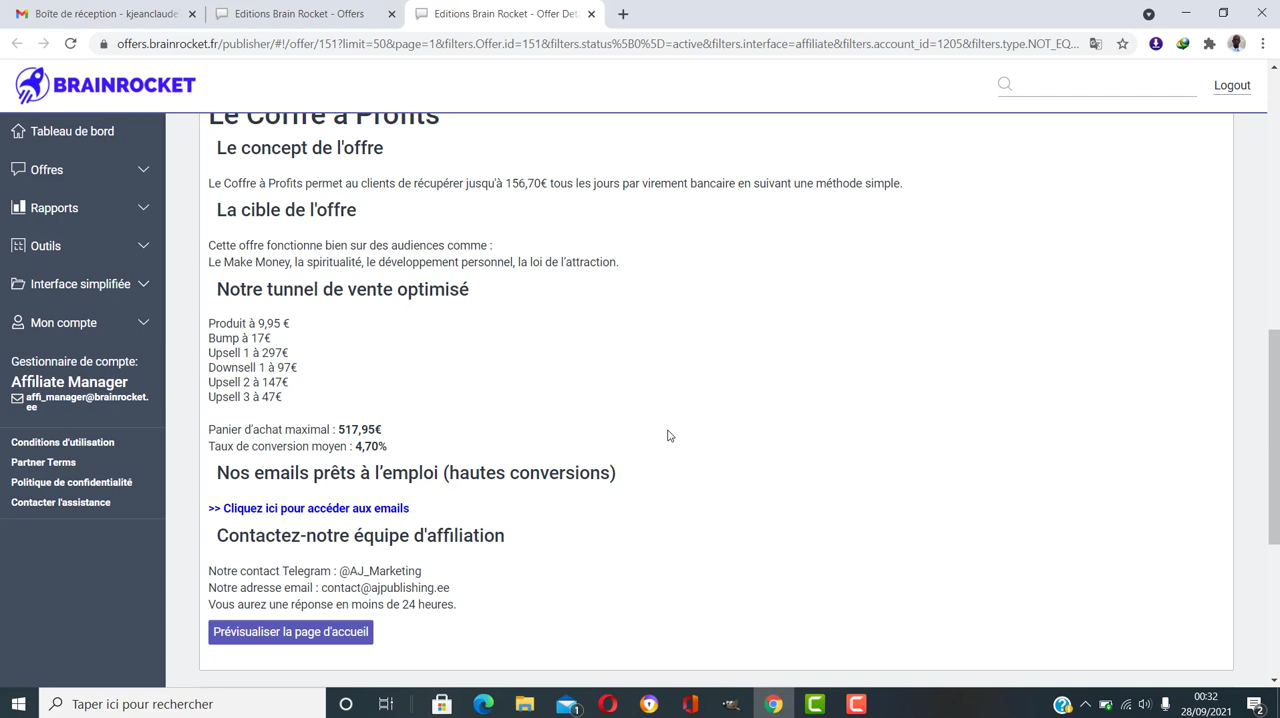 Boîte de réception - kjeanclaude
Editions Brain Rocket - Offers
Editions Brain Rocket - Offer Det
offers.brainrocket.fr/publisher/#!/offer/151?limit=50&page=1&filters.Offer.id=151&filters.status%5B0%5D=active&filters.interface=affiliate&filters.account_id=1205&filters.type.NOT_EQ...
BRAINROCKET
Logout
Tableau de bord
Offres
Rapports
Outils
Interface simplifiée
Mon compte
Gestionnaire de compte:
Affiliate Manager
affi_manager@brainrocket.
ee
Conditions d'utilisation
Partner Terms
Politique de confidentialité
Contacter l'assistance
Le Coffre à Profits
Le concept de l'offre
Le Coffre à Profits permet au clients de récupérer jusqu'à 156,70€ tous les jours par virement bancaire en suivant une méthode simple.
La cible de l'offre
Cette offre fonctionne bien sur des audiences comme :
Le Make Money, la spiritualité, le développement personnel, la loi de l’attraction.
Notre tunnel de vente optimisé
Produit à 9,95 €
Bump à 17€
Upsell 1 à 297€
Downsell 1 à 97€
Upsell 2 à 147€
Upsell 3 à 47€
Panier d’achat maximal : 517,95€
Taux de conversion moyen : 4,70%
Nos emails prêts à l’emploi (hautes conversions)
>> Cliquez ici pour accéder aux emails
Contactez-notre équipe d'affiliation
Notre contact Telegram : @AJ_Marketing
Notre adresse email : contact@ajpublishing.ee
Vous aurez une réponse en moins de 24 heures.
Prévisualiser la page d'accueil
Taper ici pour rechercher
1
00:32
28/09/2021
2